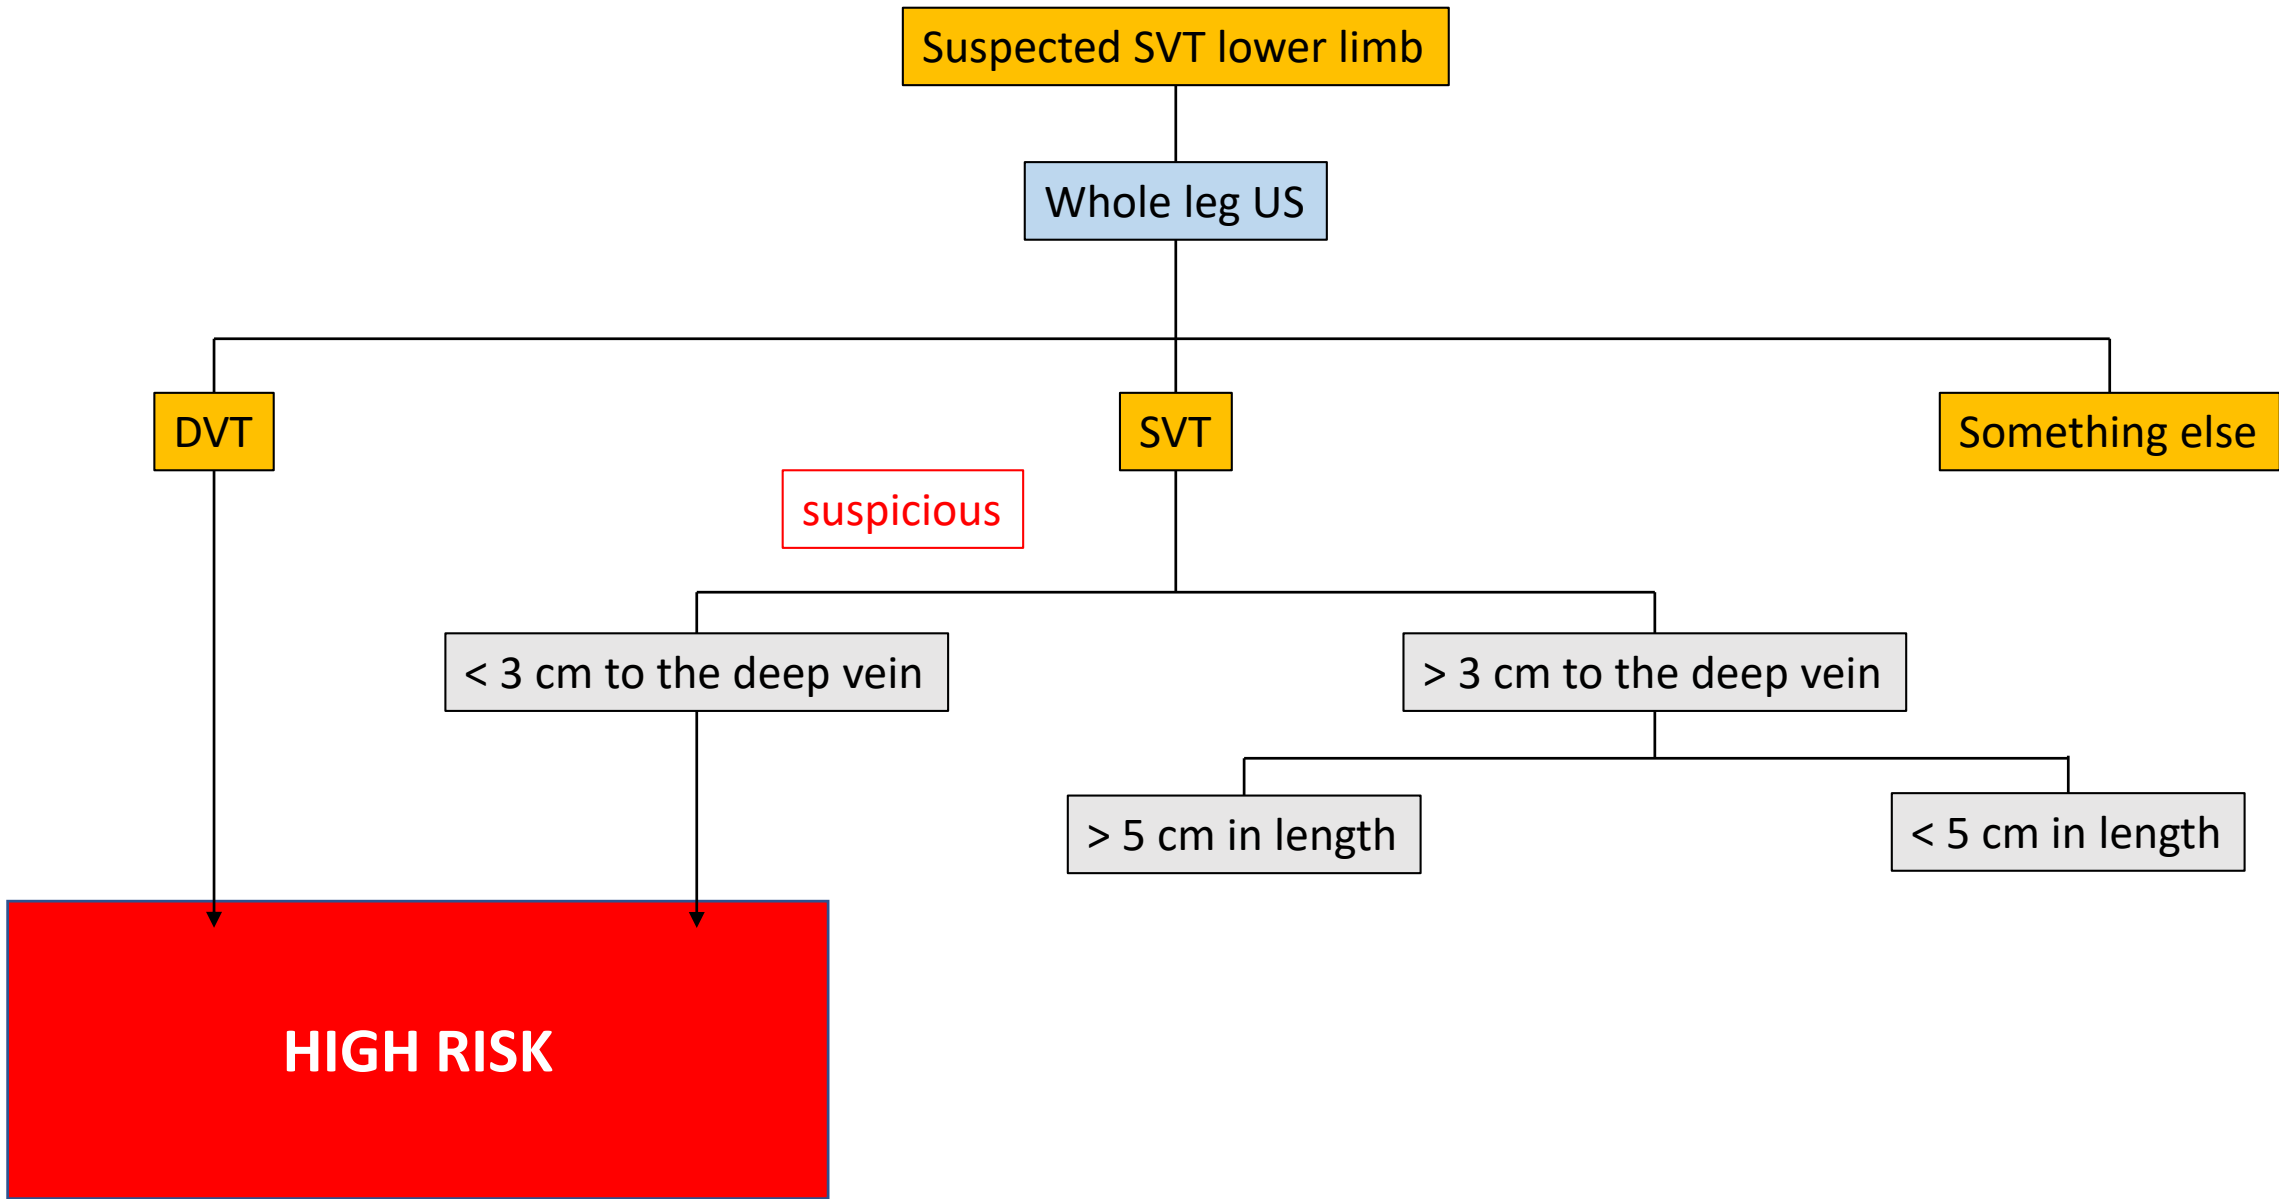 Suspected SVT lower limb
Whole leg US
DVT
SVT
Something else
suspicious
< 3 cm to the deep vein
> 3 cm to the deep vein
> 5 cm in length
< 5 cm in length
HIGH RISK